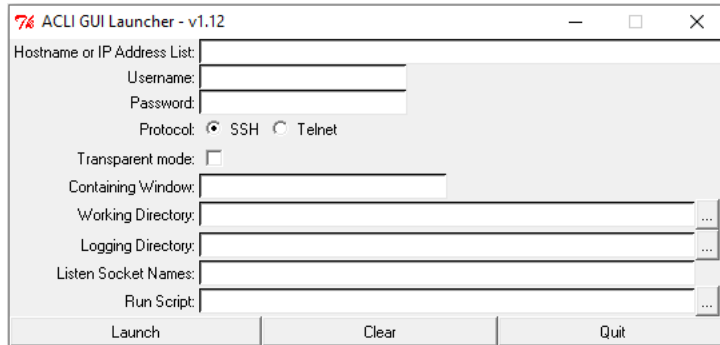 ACLI GUI Launcher - v1.12
Hostname or IP Address List:
Username:
Password:
Protocol: SSH Telnet
Transparent mode:
Containing Window:
Working Directory: ...
Logging Directory: ...
Listen Socket Names:
Run Script: ...
Launch Clear Quit